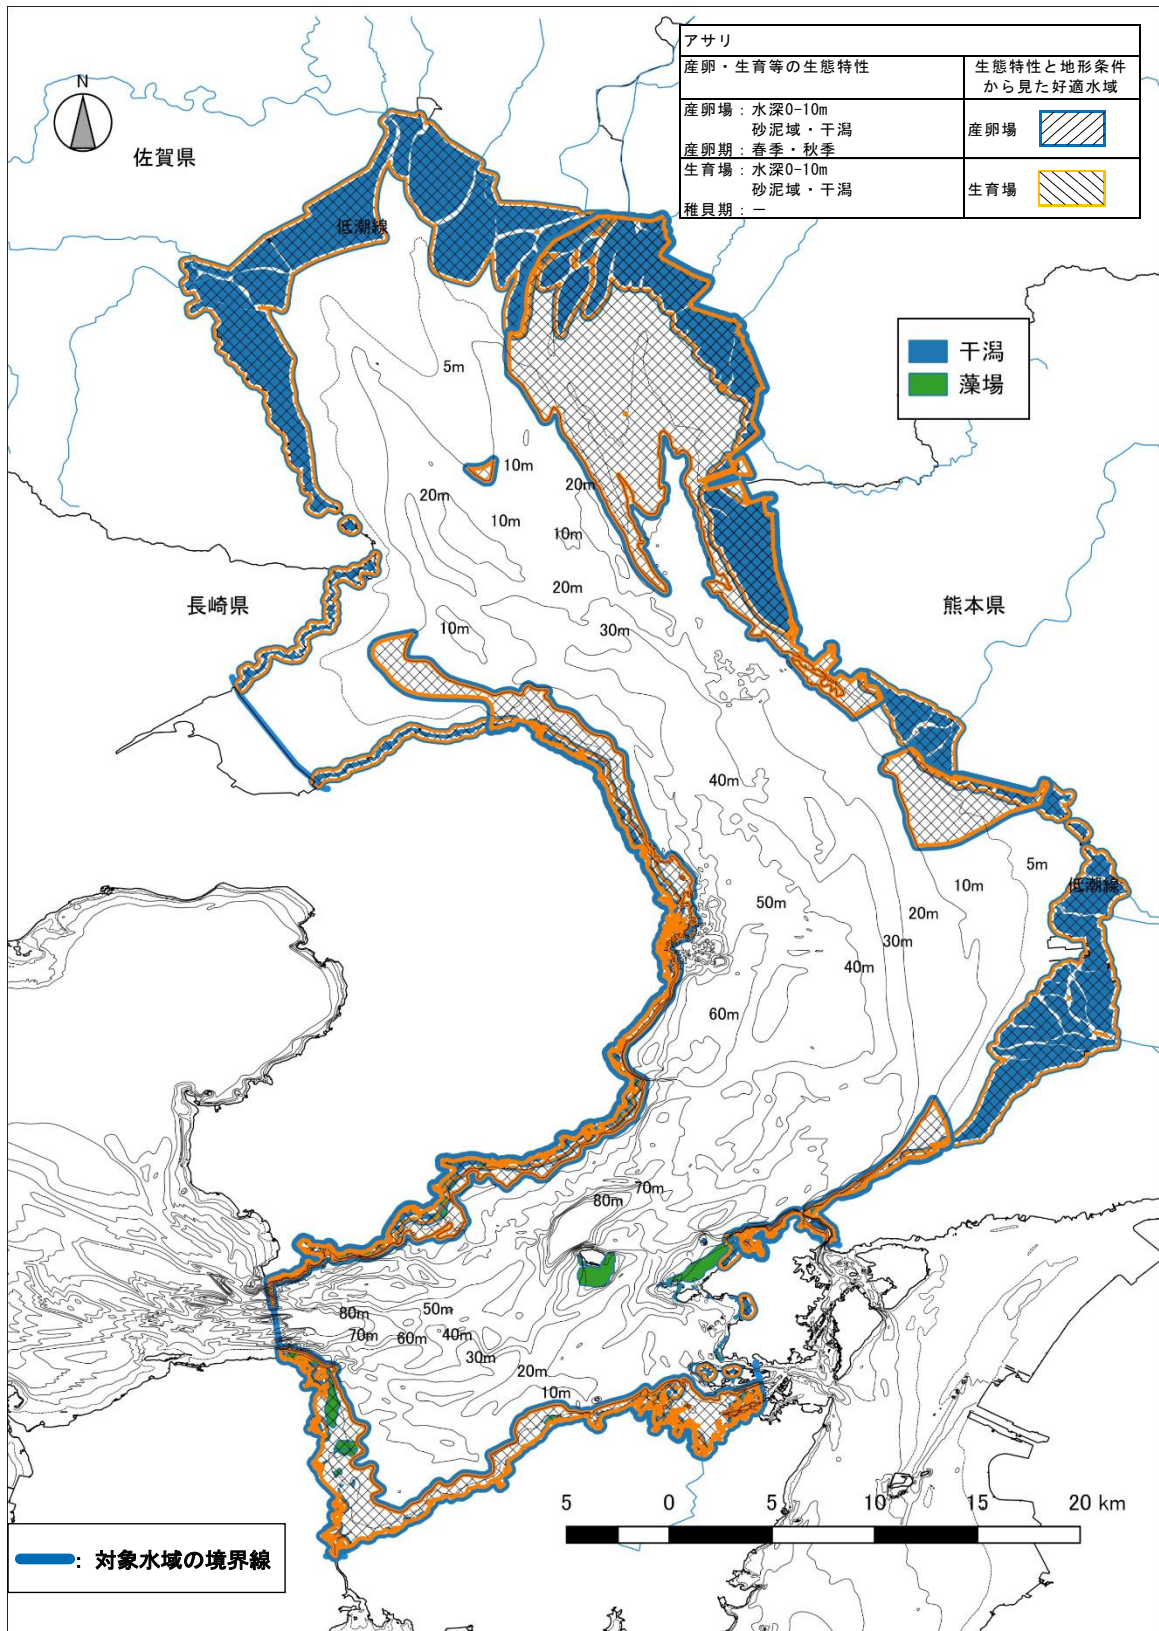 アサリ
産卵・生育等の生態特性
生態特性と地形条件
から見た好適水域
産卵場：水深0-10m
砂泥域・干潟
産卵期：春季・秋季
産卵場
生育場：水深0-10m
砂泥域・干潟
稚貝期：－
生育場
N
佐賀県
低潮線
干潟
藻場
5m
10m
20m
20m
10m
10m
20m
長崎県
熊本県
10m
30m
40m
5m
10m
低潮線
50m
20m
30m
40m
60m
70m
80m
50m
80m
40m
70m
60m
30m
20m
10m
5
0
5
10
15
20 km
：対象水域の境界線